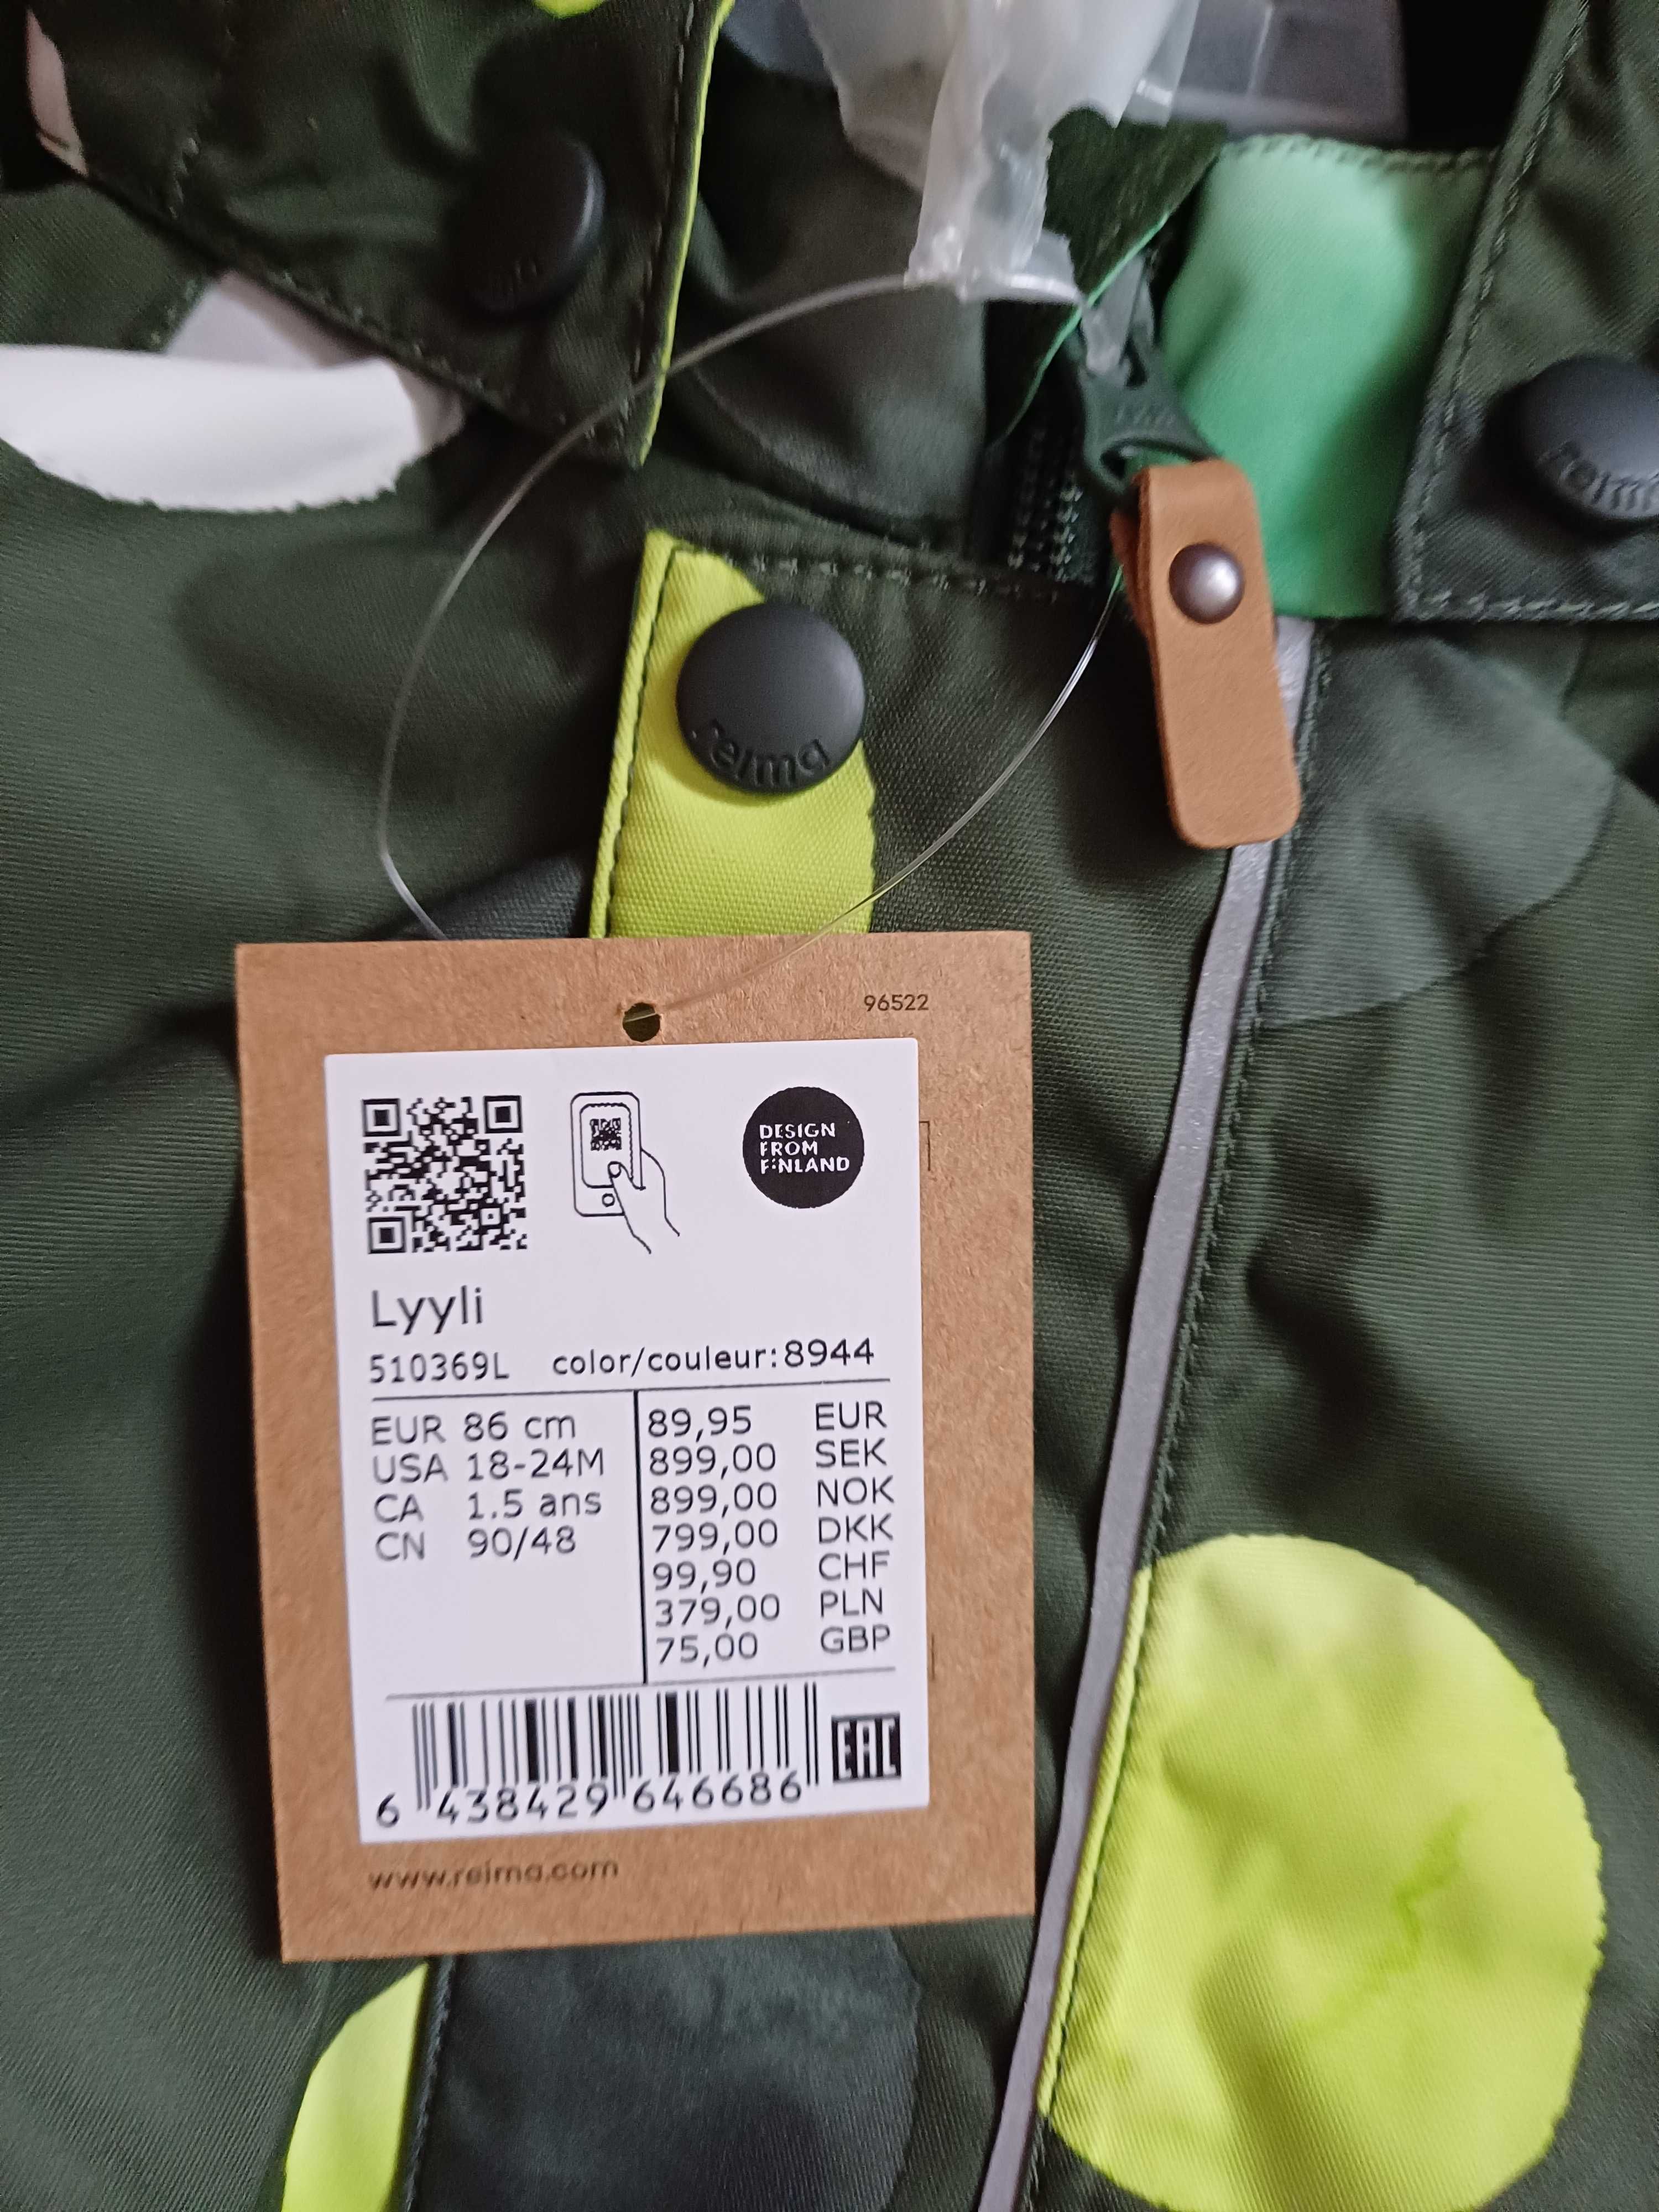 reima
reima
96522
DESIGN
FROM
FINLAND
Lyyli
510369L color/couleur:8944
EUR 86 cm
USA 18-24M
CA 1.5 ans
CN 90/48
89,95 EUR
899,00 SEK
899,00 NOK
799,00 DKK
99,90 CHF
379,00 PLN
75,00 GBP
6 438429 646686
EAC
www.reima.com